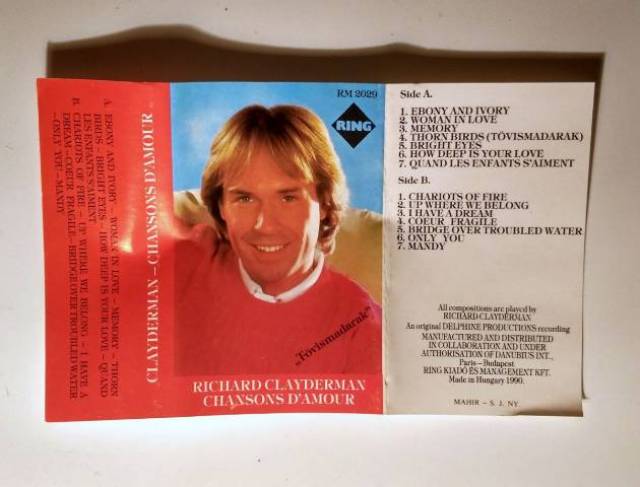 A. EBONY AND IVORY – WOMAN IN LOVE – MEMORY – THORN
BIRDS – BRIGHT EYES – HOW DEEP IS YOUR LOVE – QUAND
LES ENFANTS S'AIMENT
B. CHARIOTS OF FIRE – UP WHERE WE BELONG – I HAVE A
DREAM – COEUR FRAGILE – BRIDGE OVER TROUBLED WATER
– ONLY YOU – MANDY
CLAYDERMAN – CHANSONS D'AMOUR
RM 2029
RING
„Tövismadarak"
RICHARD CLAYDERMAN
CHANSONS D'AMOUR
Side A.
1. EBONY AND IVORY
2. WOMAN IN LOVE
3. MEMORY
4. THORN BIRDS (TÖVISMADARAK)
5. BRIGHT EYES
6. HOW DEEP IS YOUR LOVE
7. QUAND LES ENFANTS S'AIMENT
Side B.
1. CHARIOTS OF FIRE
2. UP WHERE WE BELONG
3. I HAVE A DREAM
4. COEUR FRAGILE
5. BRIDGE OVER TROUBLED WATER
6. ONLY YOU
7. MANDY
All compositions are played by
RICHARD CLAYDERMAN
An original DELPHINE PRODUCTIONS recording
MANUFACTURED AND DISTRIBUTED
IN COLLABORATION AND UNDER
AUTHORISATION OF DANUBIUS INT.,
Paris – Budapest
RING KIADÓ ÉS MANAGEMENT KFT.
Made in Hungary 1990.
MAHIR – S. J. NY.